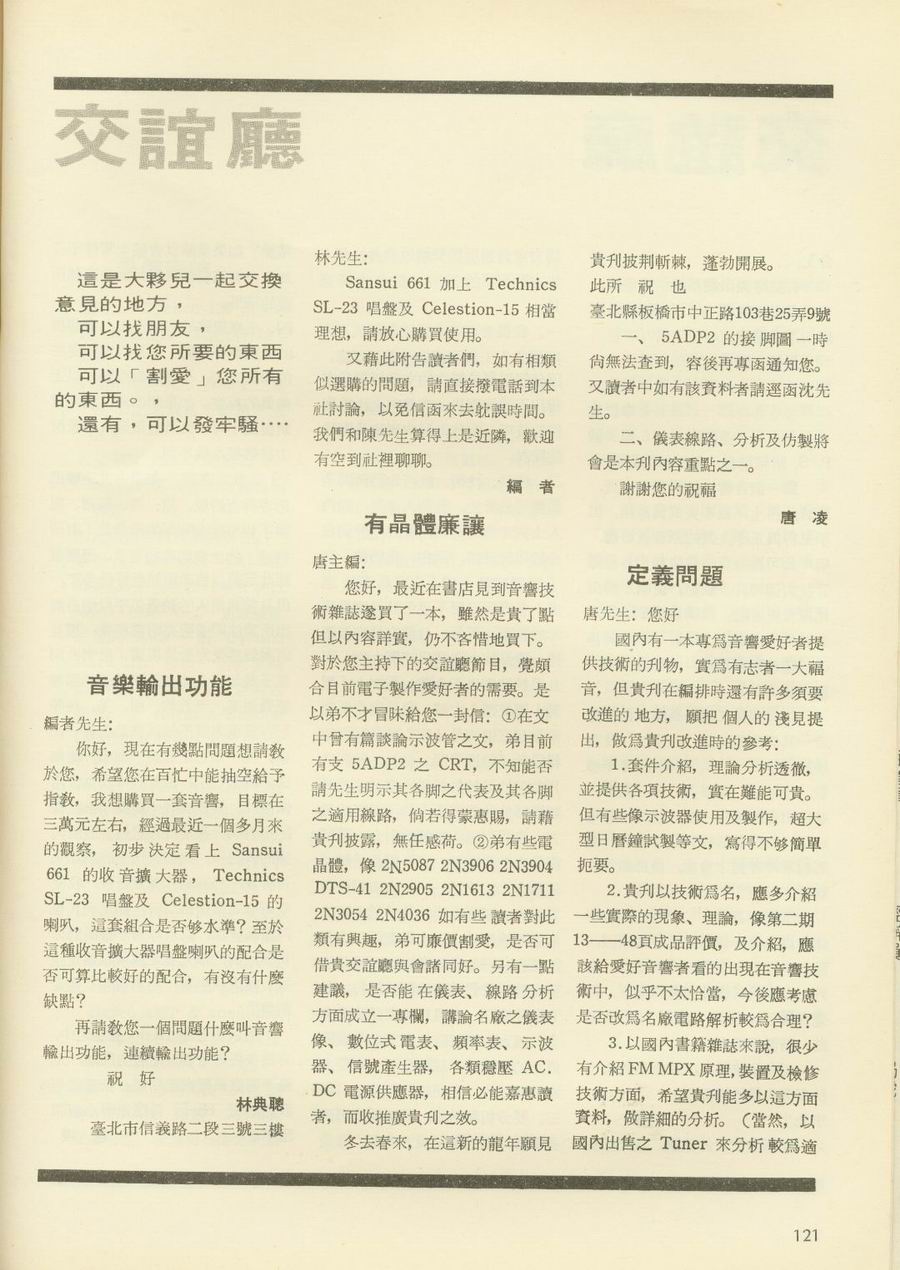 交誼廳
這是大夥兒一起交換
意見的地方，
可以找朋友，
可以找您所要的東西
可以「割愛」您所有
的東西。，
還有，可以發牢騷····
音樂輸出功能
編者先生：
你好，現在有幾點問題想請教
於您，希望您在百忙中能抽空給予
指教，我想購買一套音響，目標在
三萬元左右，經過最近一個多月來
的觀察，初步決定看上 Sansui
661 的收音擴大器，Technics
SL-23 唱盤及 Celestion-15 的
喇叭，這套組合是否够水準？至於
這種收音擴大器唱盤喇叭的配合是
否可算比較好的配合，有沒有什麽
缺點？
再請教您一個問題什麽叫音響
輸出功能，連續輸出功能？
祝 好
林典聰
臺北市信義路二段三號三樓
林先生：
Sansui 661 加上 Technics
SL-23 唱盤及 Celestion-15 相當
理想，請放心購買使用。
又藉此附告讀者們，如有相類
似選購的問題，請直接撥電話到本
社討論，以免信函來去躭誤時間。
我們和陳先生算得上是近隣，歡迎
有空到社裡聊聊。
編 者
有晶體廉讓
唐主編：
您好，最近在書店見到音響技
術雜誌遂買了一本，雖然是貴了點
但以內容詳實，仍不吝惜地買下。
對於您主持下的交誼廳節目，覺頗
合目前電子製作愛好者的需要。是
以弟不才冒昧給您一封信：①在文
中曾有篇談論示波管之文，弟目前
有支 5ADP2 之 CRT，不知能否
請先生明示其各脚之代表及其各脚
之適用線路，倘若得蒙惠賜，請藉
貴刋披露，無任感荷。②弟有些電
晶體，像 2N5087 2N3906 2N3904
DTS-41 2N2905 2N1613 2N1711
2N3054 2N4036 如有些讀者對此
類有興趣，弟可廉價割愛，是否可
借貴交誼廳與會諸同好。另有一點
建議，是否能在儀表、線路分析
方面成立一專欄，講論名廠之儀表
像、數位式電表、頻率表、示波
器、信號產生器，各類穩壓 AC.
DC 電源供應器，相信必能嘉惠讀
者，而收推廣貴刋之效。
冬去春來，在這新的龍年願見
貴刋披荆斬棘，蓬勃開展。
此所 祝 也
臺北縣板橋市中正路103巷25弄9號
一、 5ADP2 的接脚圖一時
尙無法查到，容後再專函通知您。
又讀者中如有該資料者請逕函沈先
生。
二、儀表線路、分析及仿製將
會是本刋內容重點之一。
謝謝您的祝福
唐 凌
定義問題
唐先生：您好
國內有一本專爲音響愛好者提
供技術的刋物，實爲有志者一大福
音，但貴刋在編排時還有許多須要
改進的地方，願把個人的淺見提
出，做爲貴刋改進時的參考：
1.套件介紹，理論分析透徹，
並提供各項技術，實在難能可貴。
但有些像示波器使用及製作，超大
型日曆鐘試製等文，寫得不够簡單
扼要。
2.貴刋以技術爲名，應多介紹
一些實際的現象、理論，像第二期
13——48頁成品評價，及介紹，應
該給愛好音響者看的出現在音響技
術中，似乎不太恰當，今後應考慮
是否改爲名廠電路解析較爲合理？
3.以國內書籍雜誌來說，很少
有介紹FM MPX 原理，裝置及檢修
技術方面，希望貴刋能多以這方面
資料，做詳細的分析。（當然，以
國內出售之 Tuner 來分析較爲適
121